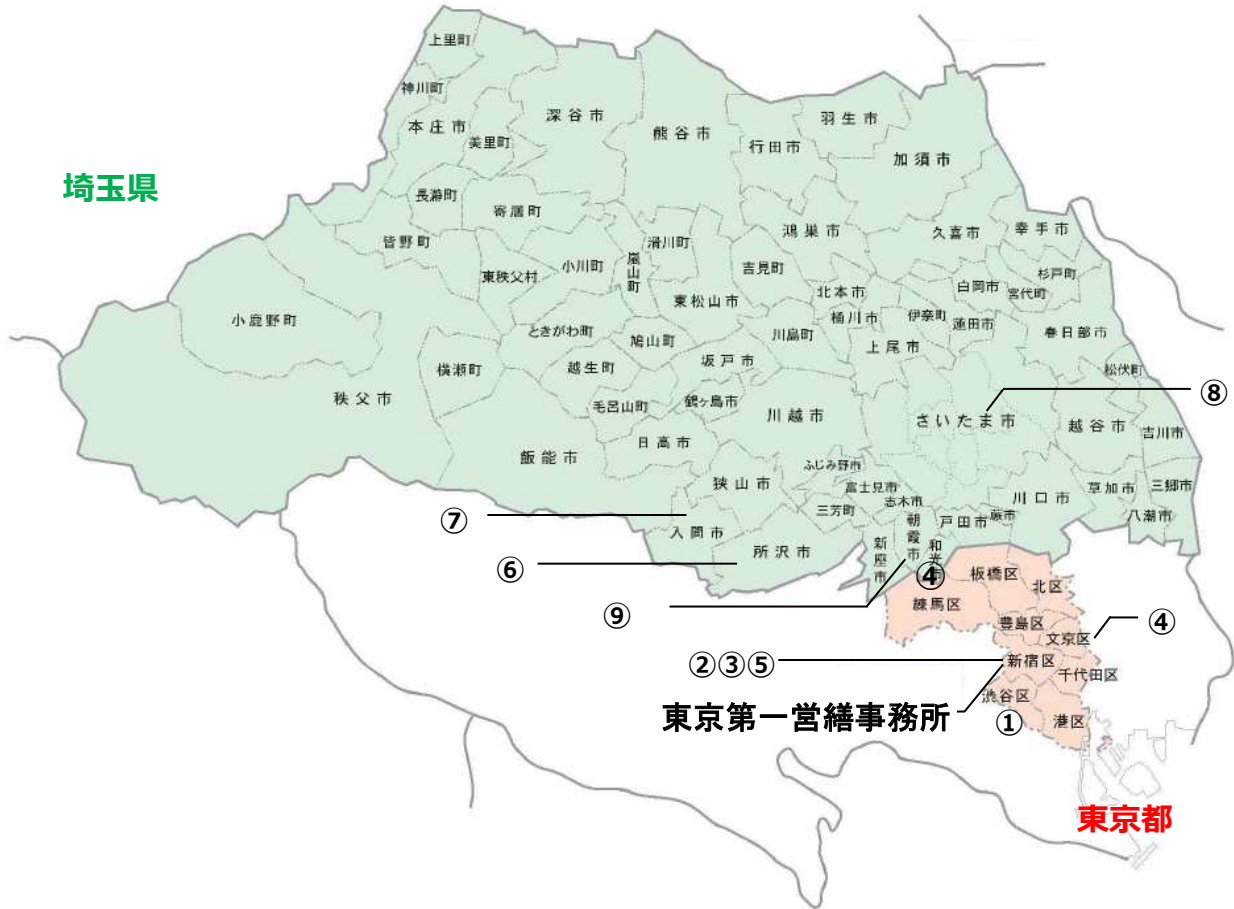 上里町
神川町
本庄市
美里町
深谷市
熊谷市
行田市
羽生市
加須市
埼玉県
長瀞町
寄居町
皆野町
東秩父村
小川町
嵐山町
滑川町
吉見町
鴻巣市
久喜市
幸手市
杉戸町
宮代町
白岡市
北本市
東松山市
桶川市
伊奈町
蓮田市
小鹿野町
ときがわ町
鳩山町
川島町
上尾市
春日部市
横瀬町
越生町
坂戸市
松伏町
秩父市
毛呂山町
鶴ヶ島市
川越市
さいたま市
⑧
越谷市
吉川市
飯能市
日高市
ふじみ野市
狭山市
富士見市
志木市
三芳町
川口市
草加市
三郷市
八潮市
⑦
入間市
朝霞市
戸田市
蕨市
所沢市
新座市
和光市
⑥
④
板橋区
北区
⑨
練馬区
豊島区
文京区
④
②③⑤
新宿区
千代田区
渋谷区
東京第一営繕事務所
①
港区
東京都